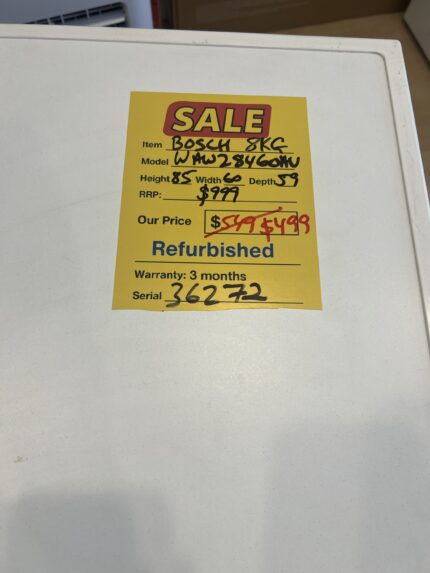 SALE
Item BOSCH 8KG
Model WAW28460AU
Height 85 Width 60 Depth 59
RRP: $999
Our Price $549 $499
Refurbished
Warranty: 3 months
Serial 36272